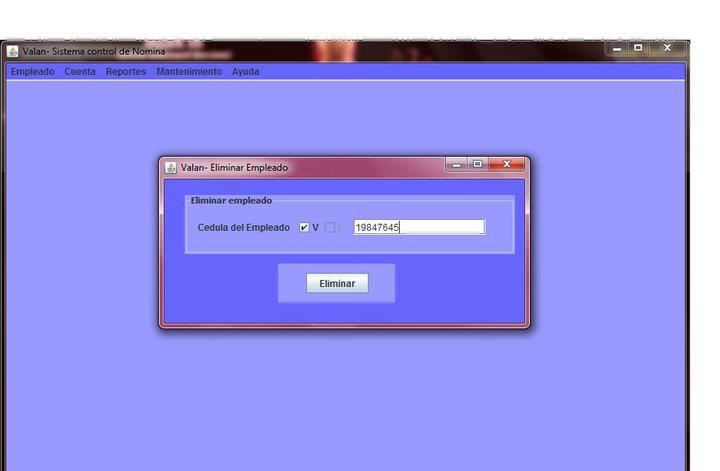 Valan- Sistema control de Nomina
Empleado Cuenta Reportes Mantenimiento Ayuda
Valan- Eliminar Empleado
Eliminar empleado
Cedula del Empleado V 19847645
Eliminar